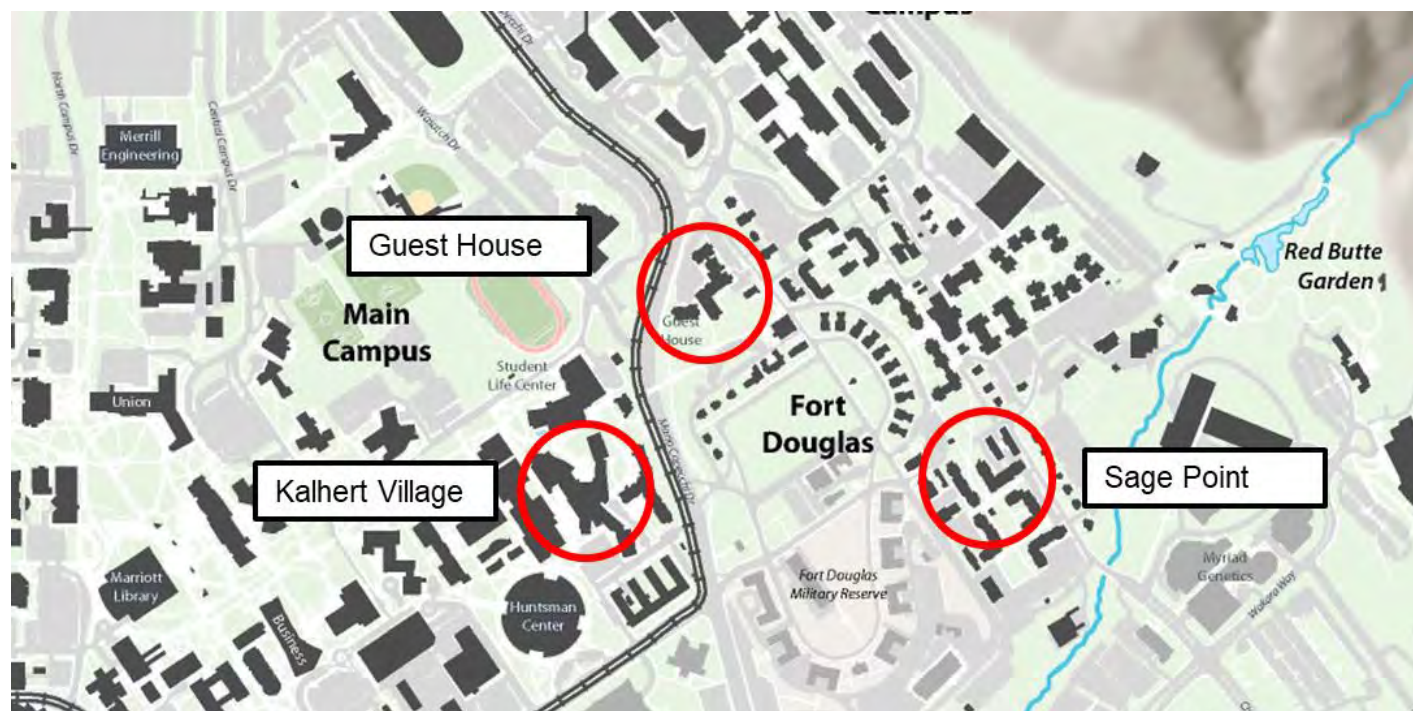 Campus
North Campus Dr
Central Campus Dr
Wasatch Dr
Merrill
Engineering
Guest House
Red Butte
Garden
Main
Campus
Guest
House
Student
Life Center
Union
Fort
Douglas
Kalhert Village
Sage Point
Mario Capecchi Dr
Marriott
Library
Business
Huntsman
Center
Fort Douglas
Military Reserve
Myriad
Genetics
Wakara Way